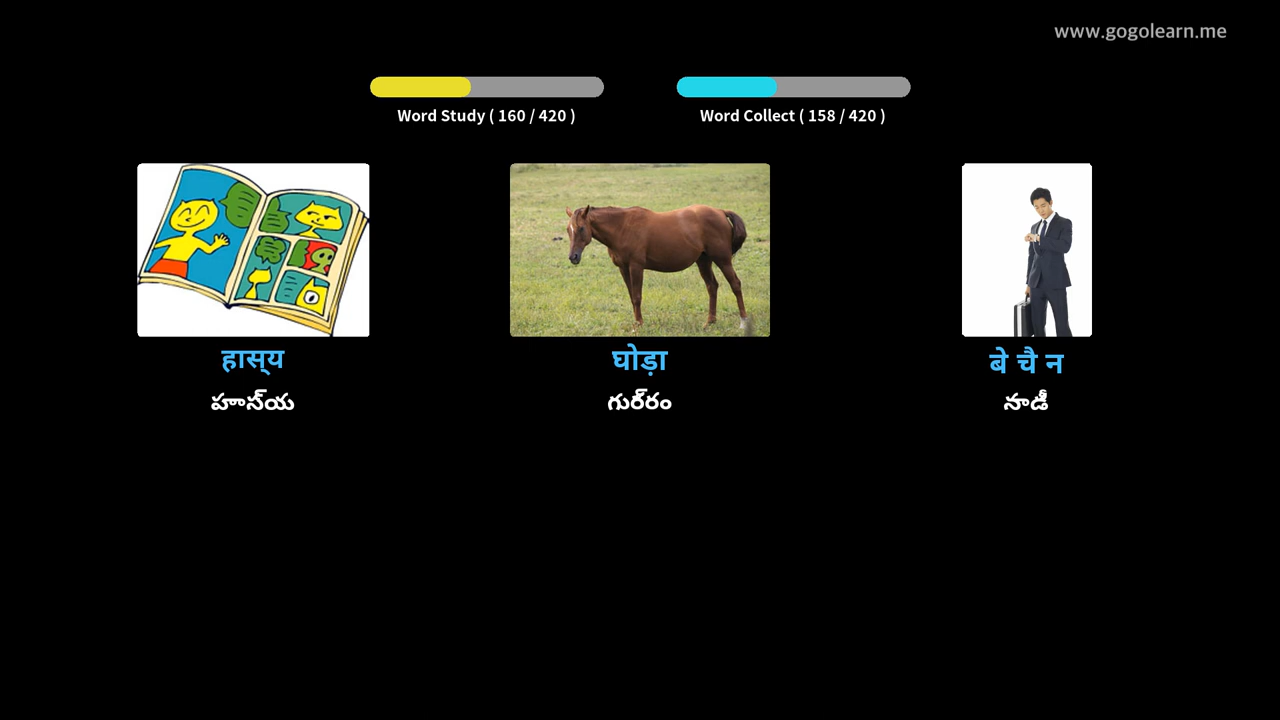 www.gogolearn.me
Word Study ( 160 / 420 )
Word Collect ( 158 / 420 )
हास्‌य
घोड़ा
बे चै न
హాస్‌య
గుర్‌రం
నాడీ